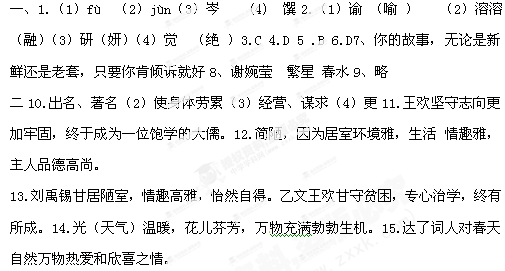 一、1.（1）fù （2）jùn（3）岑 （4） 馔 2.（1）谕（喻 ） （2）溶溶
（融）（3）研（妍）（4）觉 （绝 ）3.C 4.D 5 .B 6.D7、你的故事，无论是新
鲜还是老套，只要你肯倾诉就好 8、谢婉莹 繁星 春水 9、略
二 10.出名、著名（2）使身体劳累（3）经营、谋求（4）更 11.王欢坚守志向更
加牢固，终于成为一位饱学的大儒。12.简陋，因为居室环境雅，生活 情趣雅，
主人品德高尚。
13.刘禹锡甘居陋室，情趣高雅，怡然自得。乙文王欢甘守贫困，专心治学，终有
所成。14.光（天气）温暖，花儿芬芳，万物充满勃勃生机。15.达了词人对春天
自然万物热爱和欣喜之情。